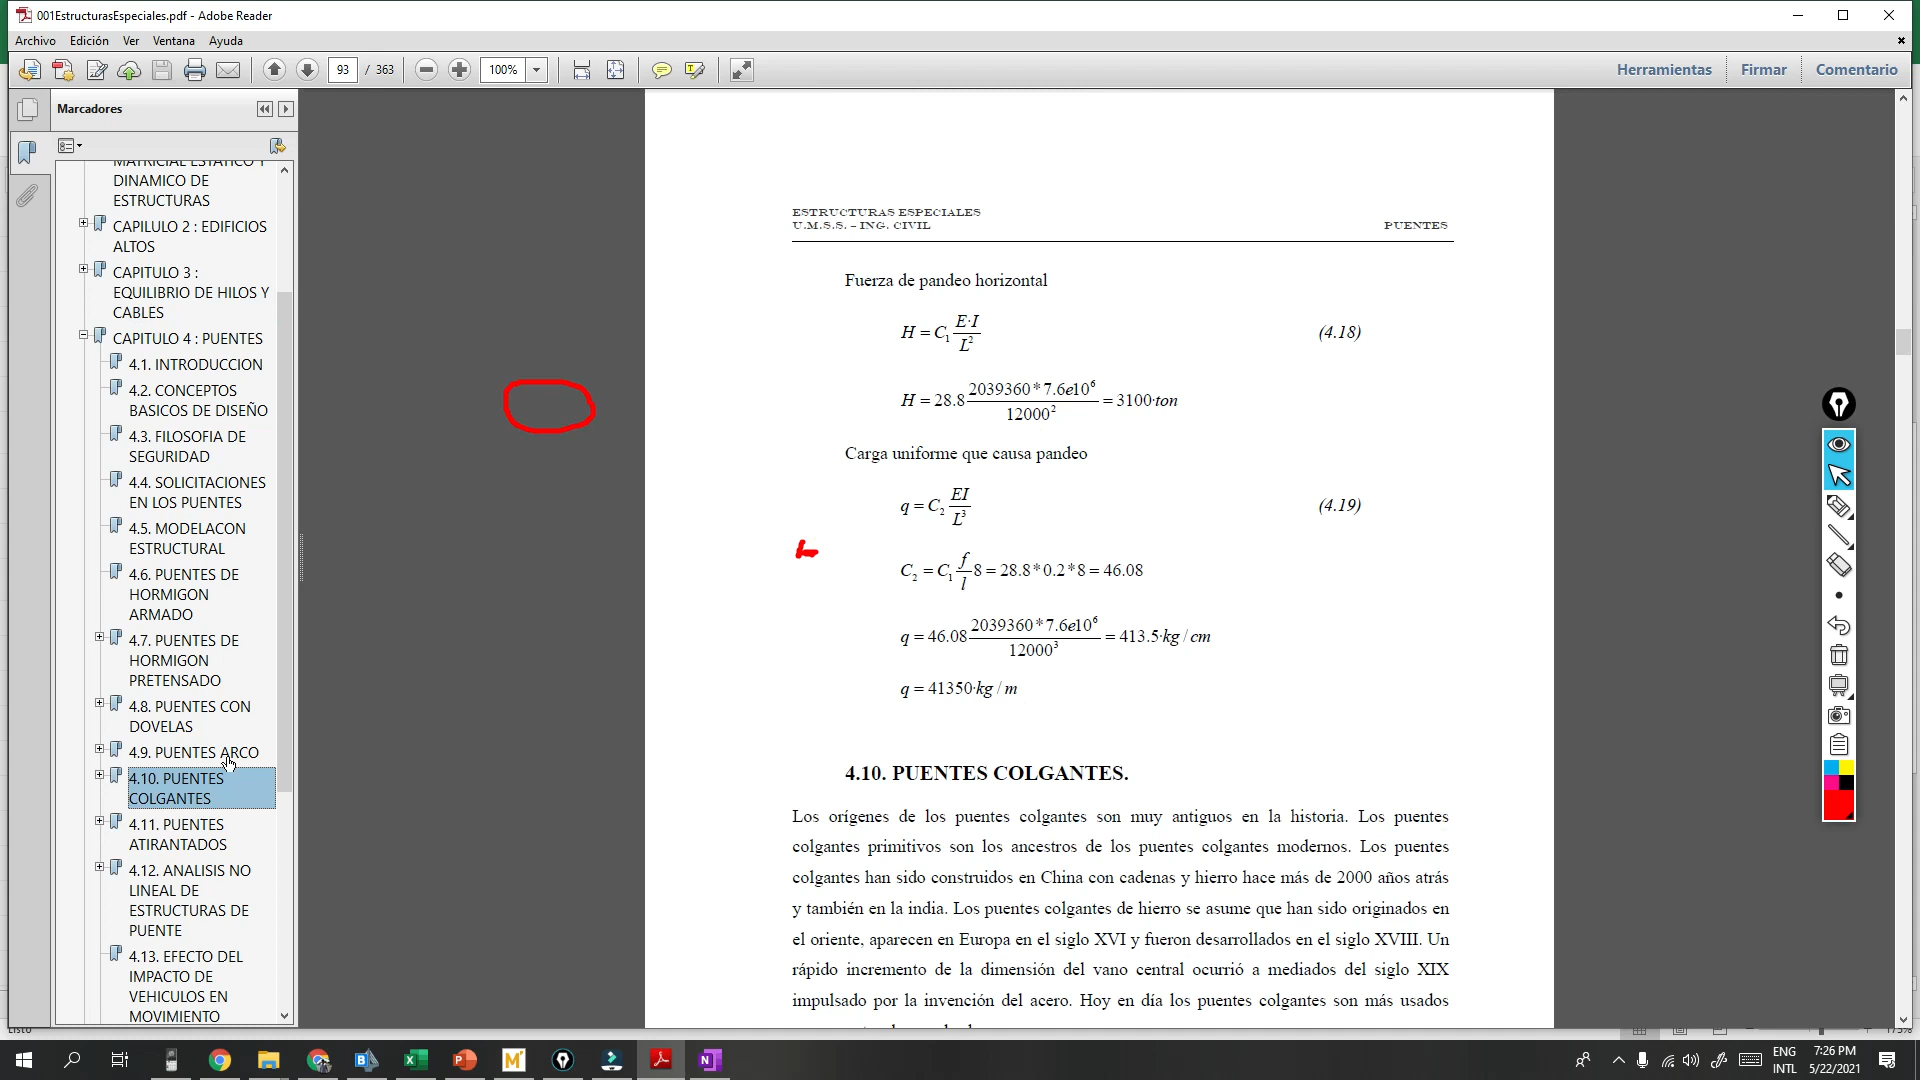 001EstructurasEspeciales.pdf - Adobe Reader
Archivo Edición Ver Ventana Ayuda
93 / 363 100% Herramientas Firmar Comentario
Marcadores
MATRICIAL ESTATICO Y
DINAMICO DE
ESTRUCTURAS
CAPILULO 2 : EDIFICIOS
ALTOS
CAPITULO 3 :
EQUILIBRIO DE HILOS Y
CABLES
CAPITULO 4 : PUENTES
4.1. INTRODUCCION
4.2. CONCEPTOS
BASICOS DE DISEÑO
4.3. FILOSOFIA DE
SEGURIDAD
4.4. SOLICITACIONES
EN LOS PUENTES
4.5. MODELACON
ESTRUCTURAL
4.6. PUENTES DE
HORMIGON
ARMADO
4.7. PUENTES DE
HORMIGON
PRETENSADO
4.8. PUENTES CON
DOVELAS
4.9. PUENTES ARCO
4.10. PUENTES
COLGANTES
4.11. PUENTES
ATIRANTADOS
4.12. ANALISIS NO
LINEAL DE
ESTRUCTURAS DE
PUENTE
4.13. EFECTO DEL
IMPACTO DE
VEHICULOS EN
MOVIMIENTO
ESTRUCTURAS ESPECIALES
U.M.S.S. – ING. CIVIL PUENTES
Fuerza de pandeo horizontal
H = C₁ E·I / L² (4.18)
H = 28.8 2039360 * 7.6e10⁶ / 12000² = 3100·ton
Carga uniforme que causa pandeo
q = C₂ EI / L³ (4.19)
C₂ = C₁ f / l 8 = 28.8 * 0.2 * 8 = 46.08
q = 46.08 2039360 * 7.6e10⁶ / 12000³ = 413.5·kg / cm
q = 41350·kg / m
4.10. PUENTES COLGANTES.
Los orígenes de los puentes colgantes son muy antiguos en la historia. Los puentes
colgantes primitivos son los ancestros de los puentes colgantes modernos. Los puentes
colgantes han sido construidos en China con cadenas y hierro hace más de 2000 años atrás
y también en la india. Los puentes colgantes de hierro se asume que han sido originados en
el oriente, aparecen en Europa en el siglo XVI y fueron desarrollados en el siglo XVIII. Un
rápido incremento de la dimensión del vano central ocurrió a mediados del siglo XIX
impulsado por la invención del acero. Hoy en día los puentes colgantes son más usados
Listo 175%
ENG
INTL
7:26 PM
5/22/2021